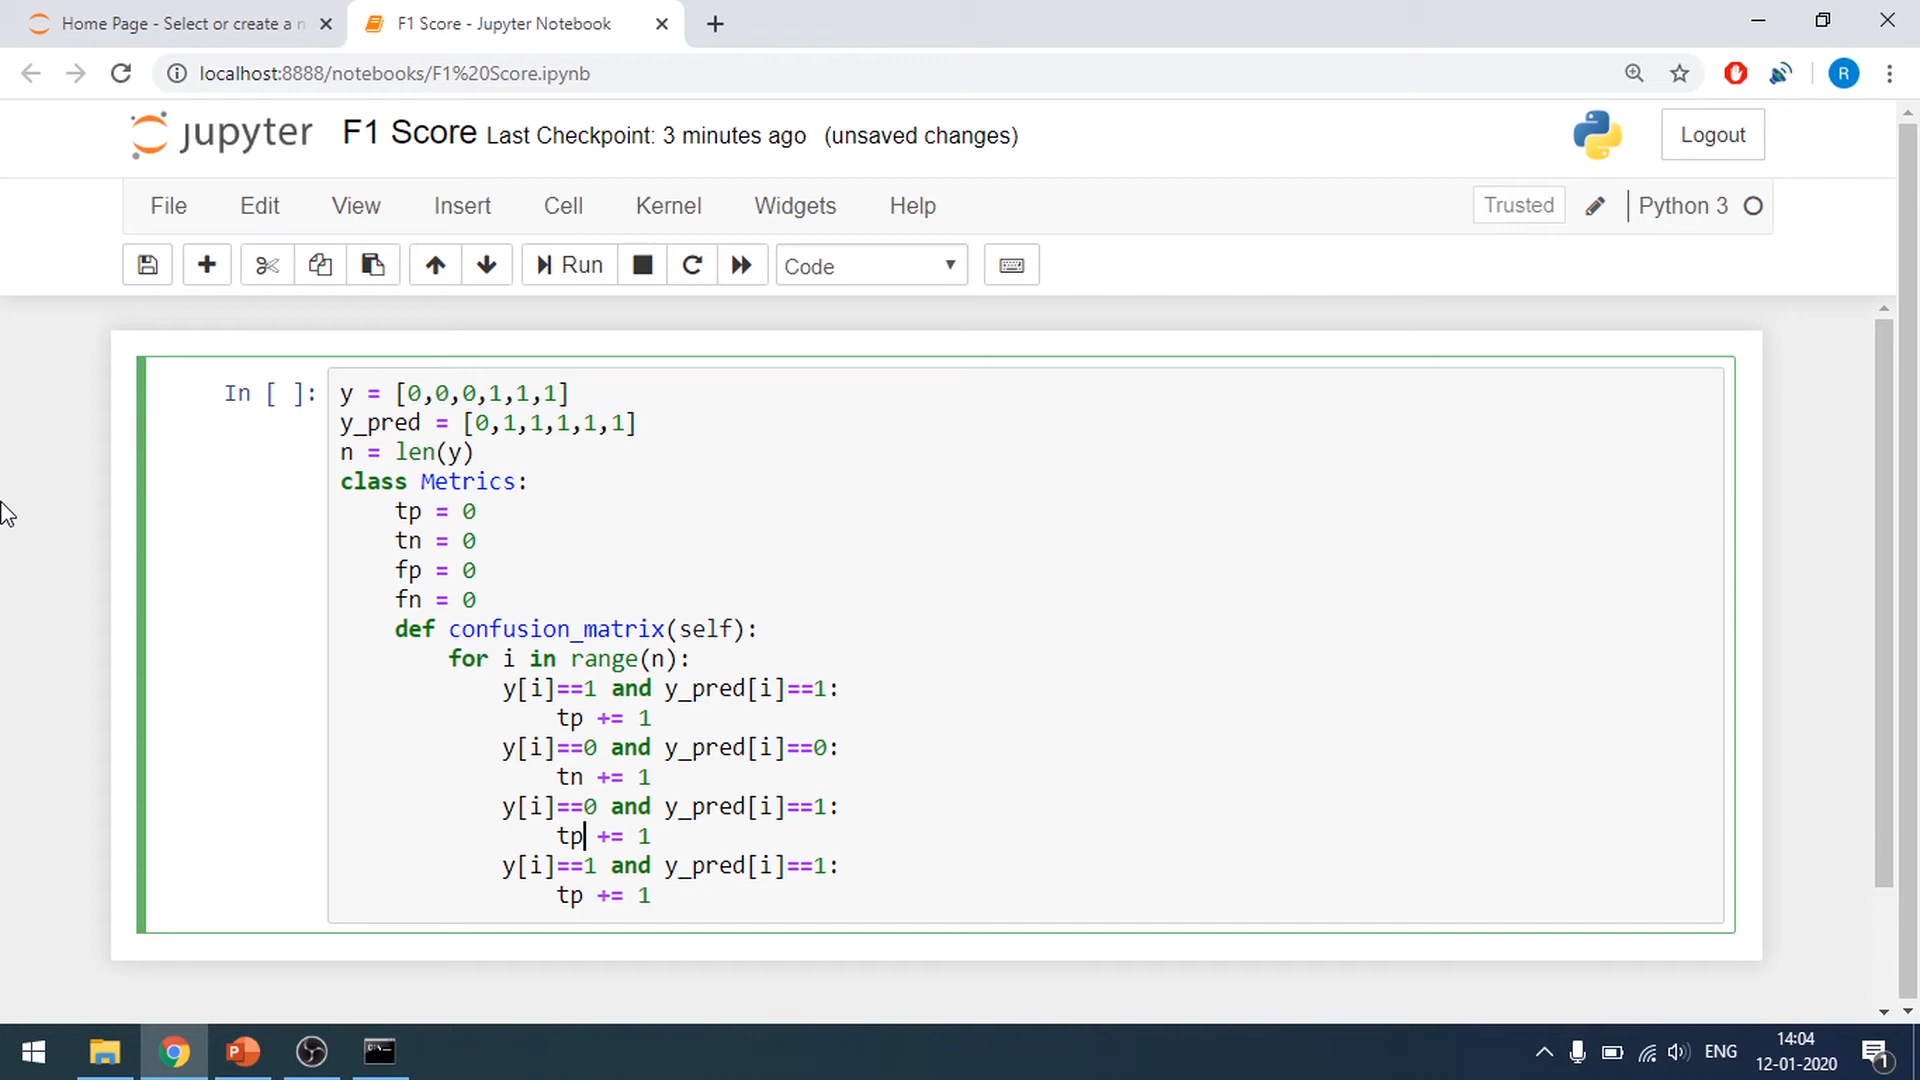 Home Page - Select or create a n
F1 Score - Jupyter Notebook
localhost:8888/notebooks/F1%20Score.ipynb
R
jupyter F1 Score Last Checkpoint: 3 minutes ago (unsaved changes)
Logout
File Edit View Insert Cell Kernel Widgets Help
Trusted Python 3
Run Code
In [ ]:
y = [0,0,0,1,1,1]
y_pred = [0,1,1,1,1,1]
n = len(y)
class Metrics:
    tp = 0
    tn = 0
    fp = 0
    fn = 0
    def confusion_matrix(self):
        for i in range(n):
            y[i]==1 and y_pred[i]==1:
                tp += 1
            y[i]==0 and y_pred[i]==0:
                tn += 1
            y[i]==0 and y_pred[i]==1:
                tp += 1
            y[i]==1 and y_pred[i]==1:
                tp += 1
ENG
14:04
12-01-2020
1